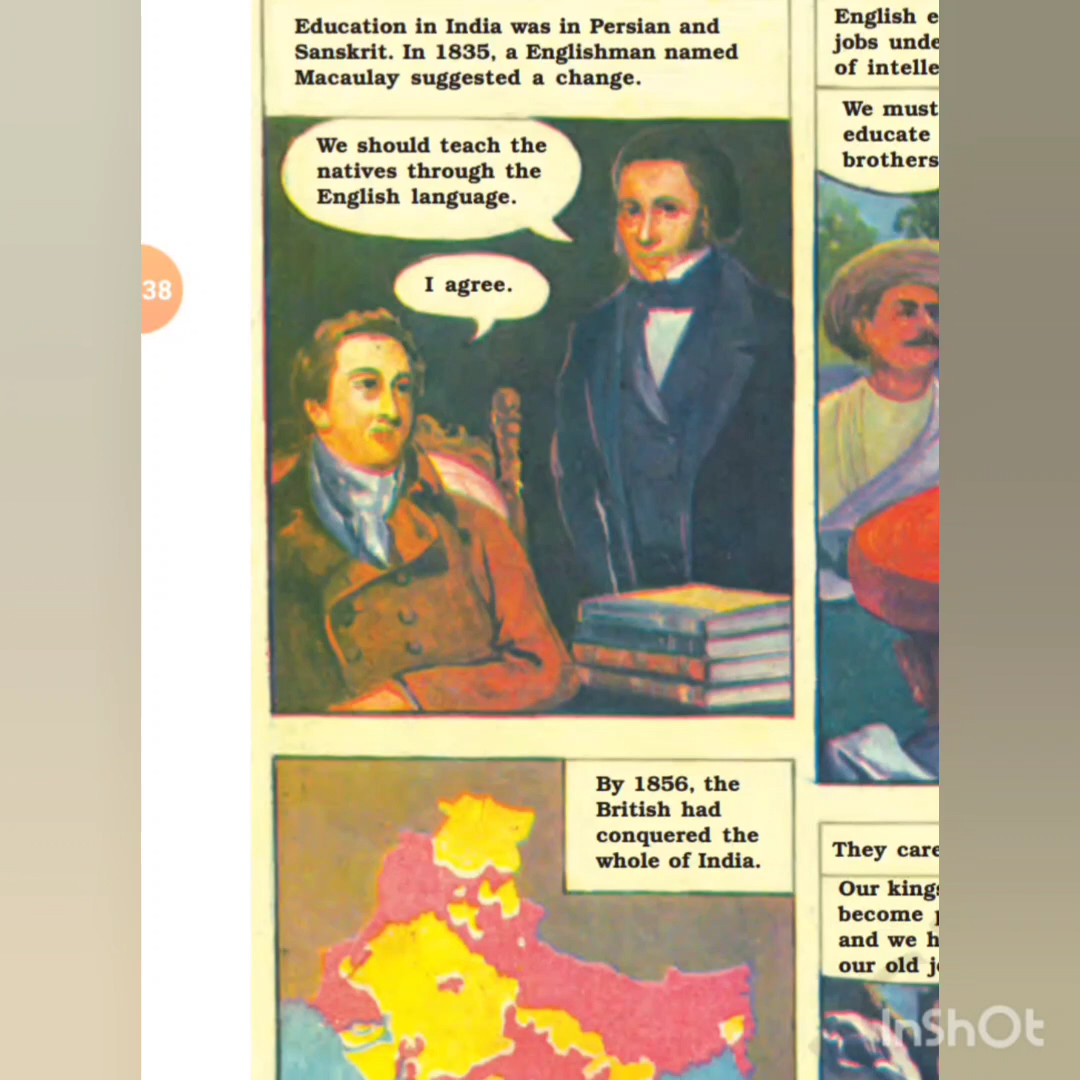 Education in India was in Persian and
Sanskrit. In 1835, a Englishman named
Macaulay suggested a change.
We should teach the
natives through the
English language.
I agree.
38
By 1856, the
British had
conquered the
whole of India.
English
jobs
of
We must
educate
brothers
They
Our
become
and we
our old
InShOt